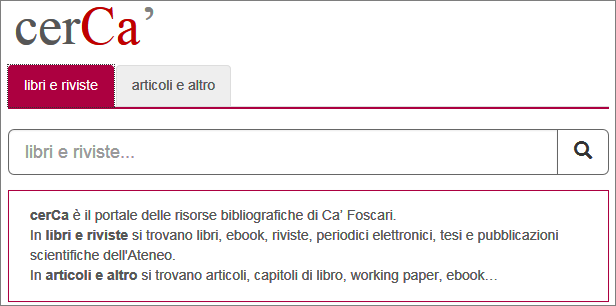 cerCa’
libri e riviste
articoli e altro
libri e riviste...
cerCa è il portale delle risorse bibliografiche di Ca’ Foscari.
In libri e riviste si trovano libri, ebook, riviste, periodici elettronici, tesi e pubblicazioni
scientifiche dell'Ateneo.
In articoli e altro si trovano articoli, capitoli di libro, working paper, ebook…